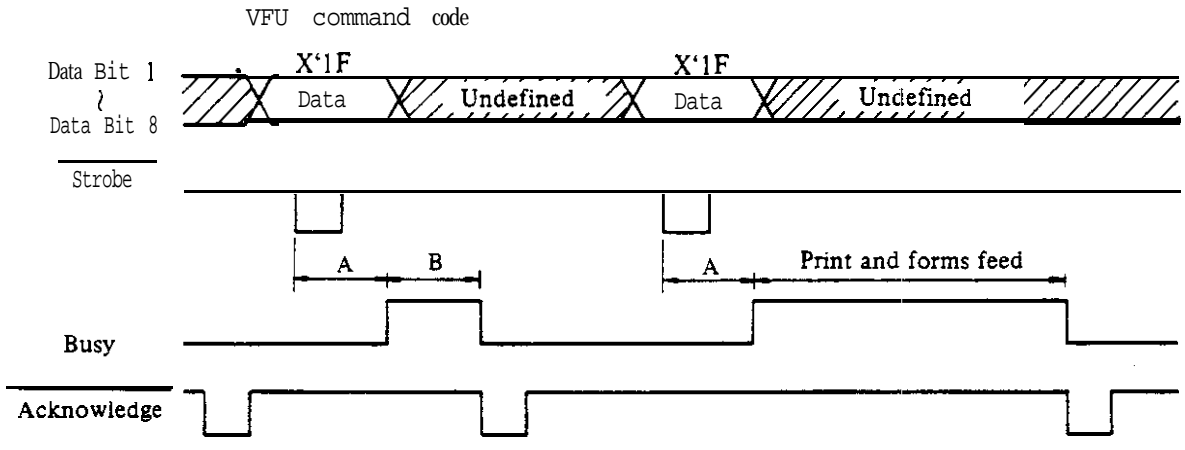 VFU command code
X‘1F X‘1F
Data Bit 1
~
Data Bit 8
Data Undefined Data Undefined
Strobe
A B A Print and forms feed
Busy
Acknowledge